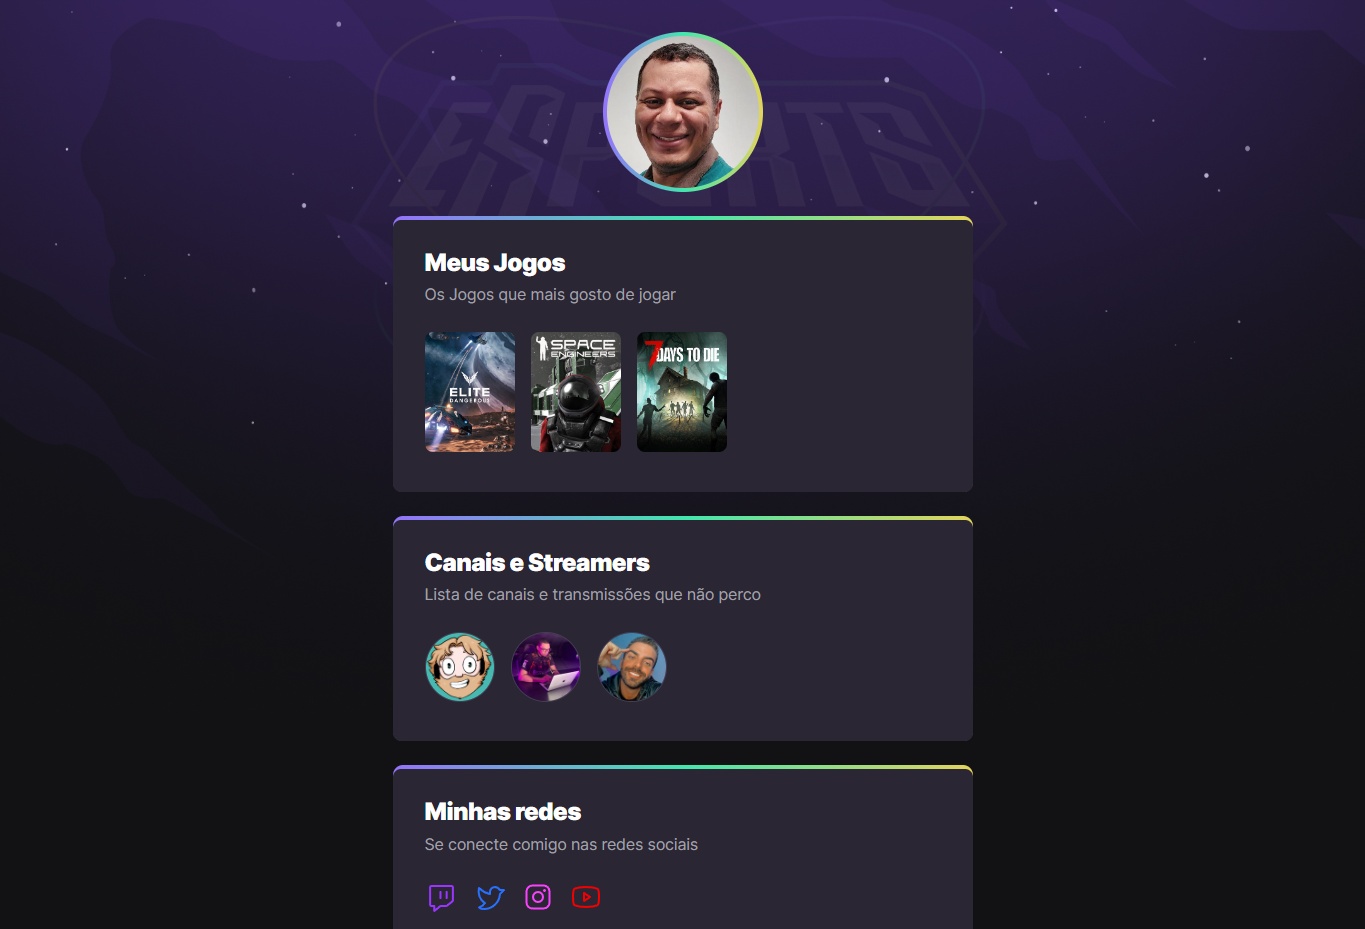 ESPORTS
Meus Jogos
Os Jogos que mais gosto de jogar
ELITE
DANGEROUS
SPACE
ENGINEERS
7 DAYS TO DIE
Canais e Streamers
Lista de canais e transmissões que não perco
Minhas redes
Se conecte comigo nas redes sociais